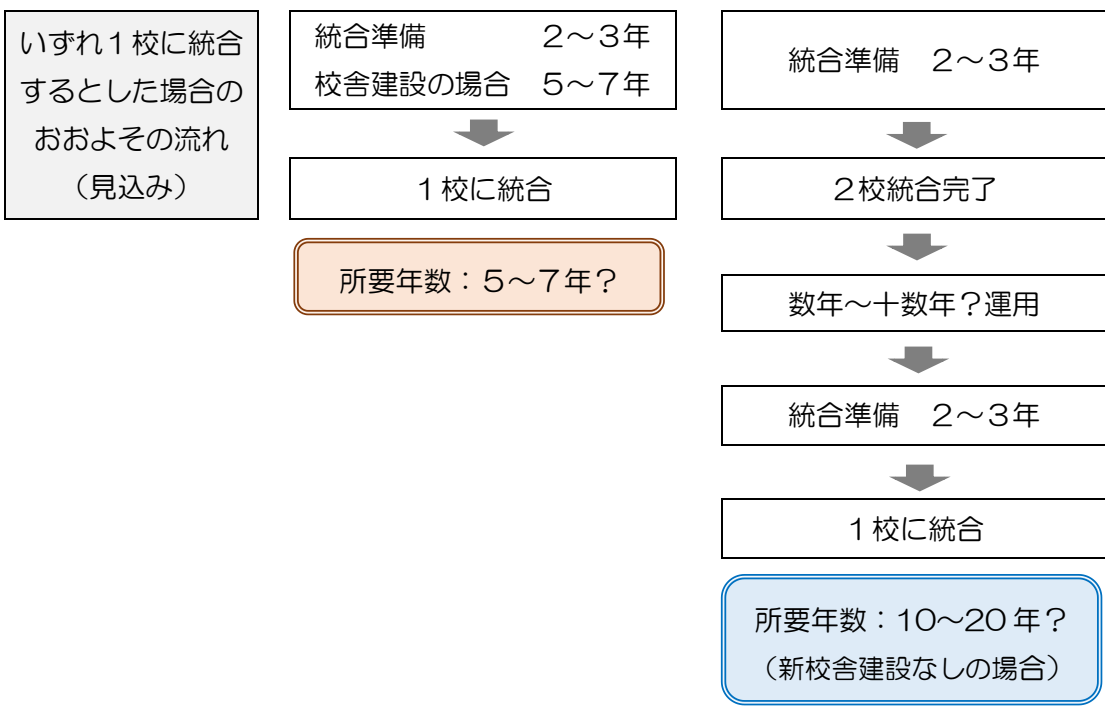 いずれ１校に統合
するとした場合の
おおよその流れ
（見込み）
統合準備　２～３年
校舎建設の場合　５～７年
１校に統合
所要年数：５～７年？
統合準備　２～３年
２校統合完了
数年～十数年？運用
統合準備　２～３年
１校に統合
所要年数：10～20年？
（新校舎建設なしの場合）